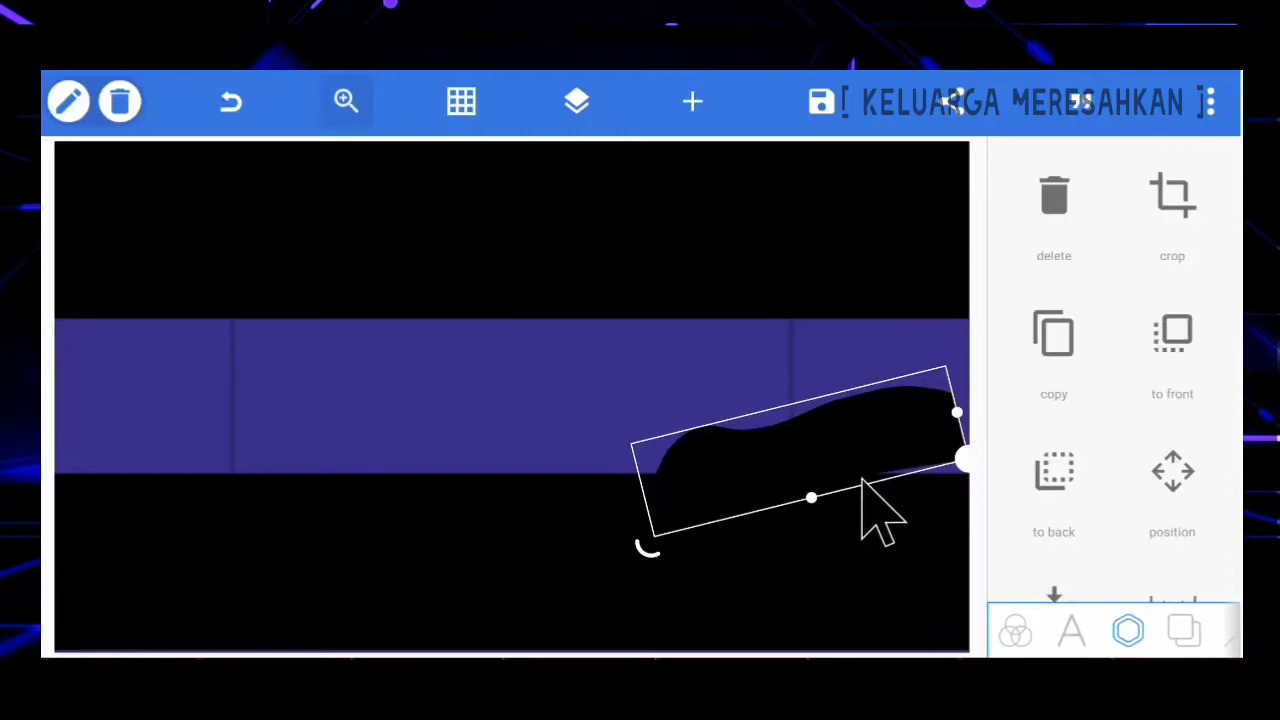 [ KELUARGA MERESAHKAN ]
delete
crop
copy
to front
to back
position